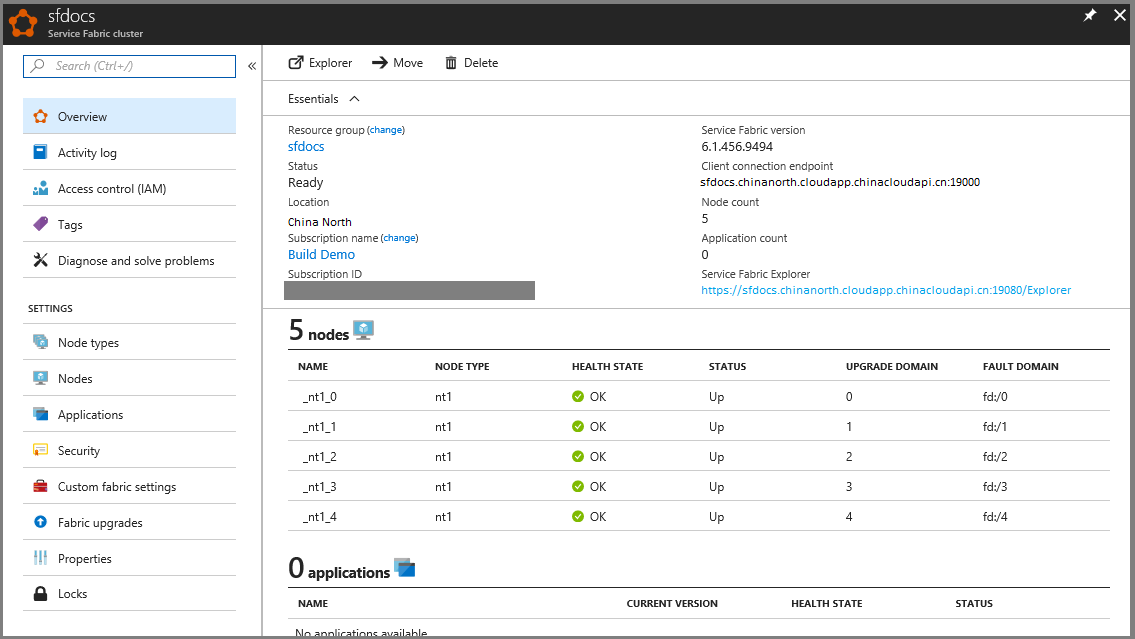 sfdocs
Service Fabric cluster
Search (Ctrl+/)
«
Overview
Activity log
Access control (IAM)
Tags
Diagnose and solve problems
SETTINGS
Node types
Nodes
Applications
Security
Custom fabric settings
Fabric upgrades
Properties
Locks
Explorer Move Delete
Essentials
Resource group (change)
sfdocs
Status
Ready
Location
China North
Subscription name (change)
Build Demo
Subscription ID
Service Fabric version
6.1.456.9494
Client connection endpoint
sfdocs.chinanorth.cloudapp.chinacloudapi.cn:19000
Node count
5
Application count
0
Service Fabric Explorer
https://sfdocs.chinanorth.cloudapp.chinacloudapi.cn:19080/Explorer
5 nodes
NAME NODE TYPE HEALTH STATE STATUS UPGRADE DOMAIN FAULT DOMAIN
_nt1_0 nt1 OK Up 0 fd:/0
_nt1_1 nt1 OK Up 1 fd:/1
_nt1_2 nt1 OK Up 2 fd:/2
_nt1_3 nt1 OK Up 3 fd:/3
_nt1_4 nt1 OK Up 4 fd:/4
0 applications
NAME CURRENT VERSION HEALTH STATE STATUS
No applications available